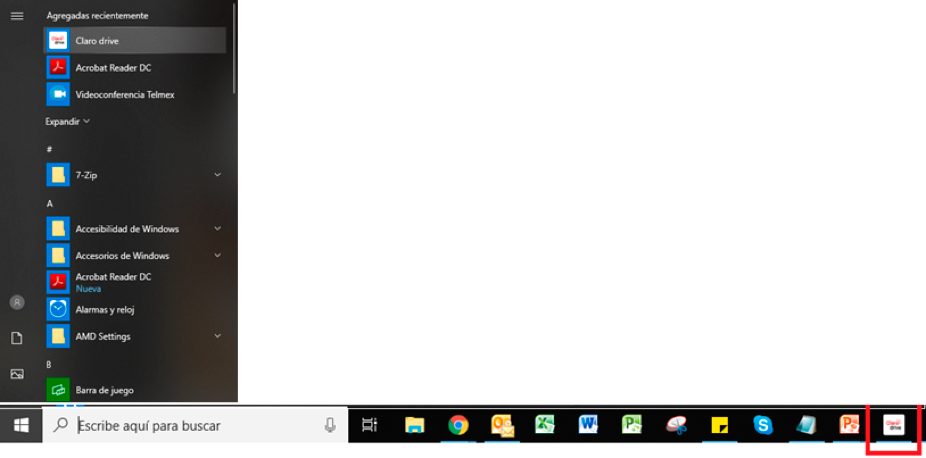 Agregadas recientemente
Claro drive
Acrobat Reader DC
Videoconferencia Telmex
Expandir
#
7-Zip
A
Accesibilidad de Windows
Accesorios de Windows
Acrobat Reader DC
Nueva
Alarmas y reloj
AMD Settings
B
Barra de juego
Escribe aquí para buscar